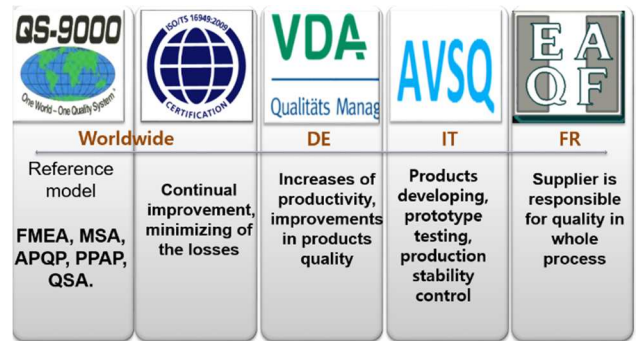 QS-9000
One World - One Quality System
ISO/TS 16949:2009
CERTIFICATION
VDA
Qualitäts Manag
AVSQ
E A
Q F
Worldwide
DE
IT
FR
Reference
model
FMEA, MSA,
APQP, PPAP,
QSA.
Continual
improvement,
minimizing of
the losses
Increases of
productivity,
improvements
in products
quality
Products
developing,
prototype
testing,
production
stability
control
Supplier is
responsible
for quality in
whole
process